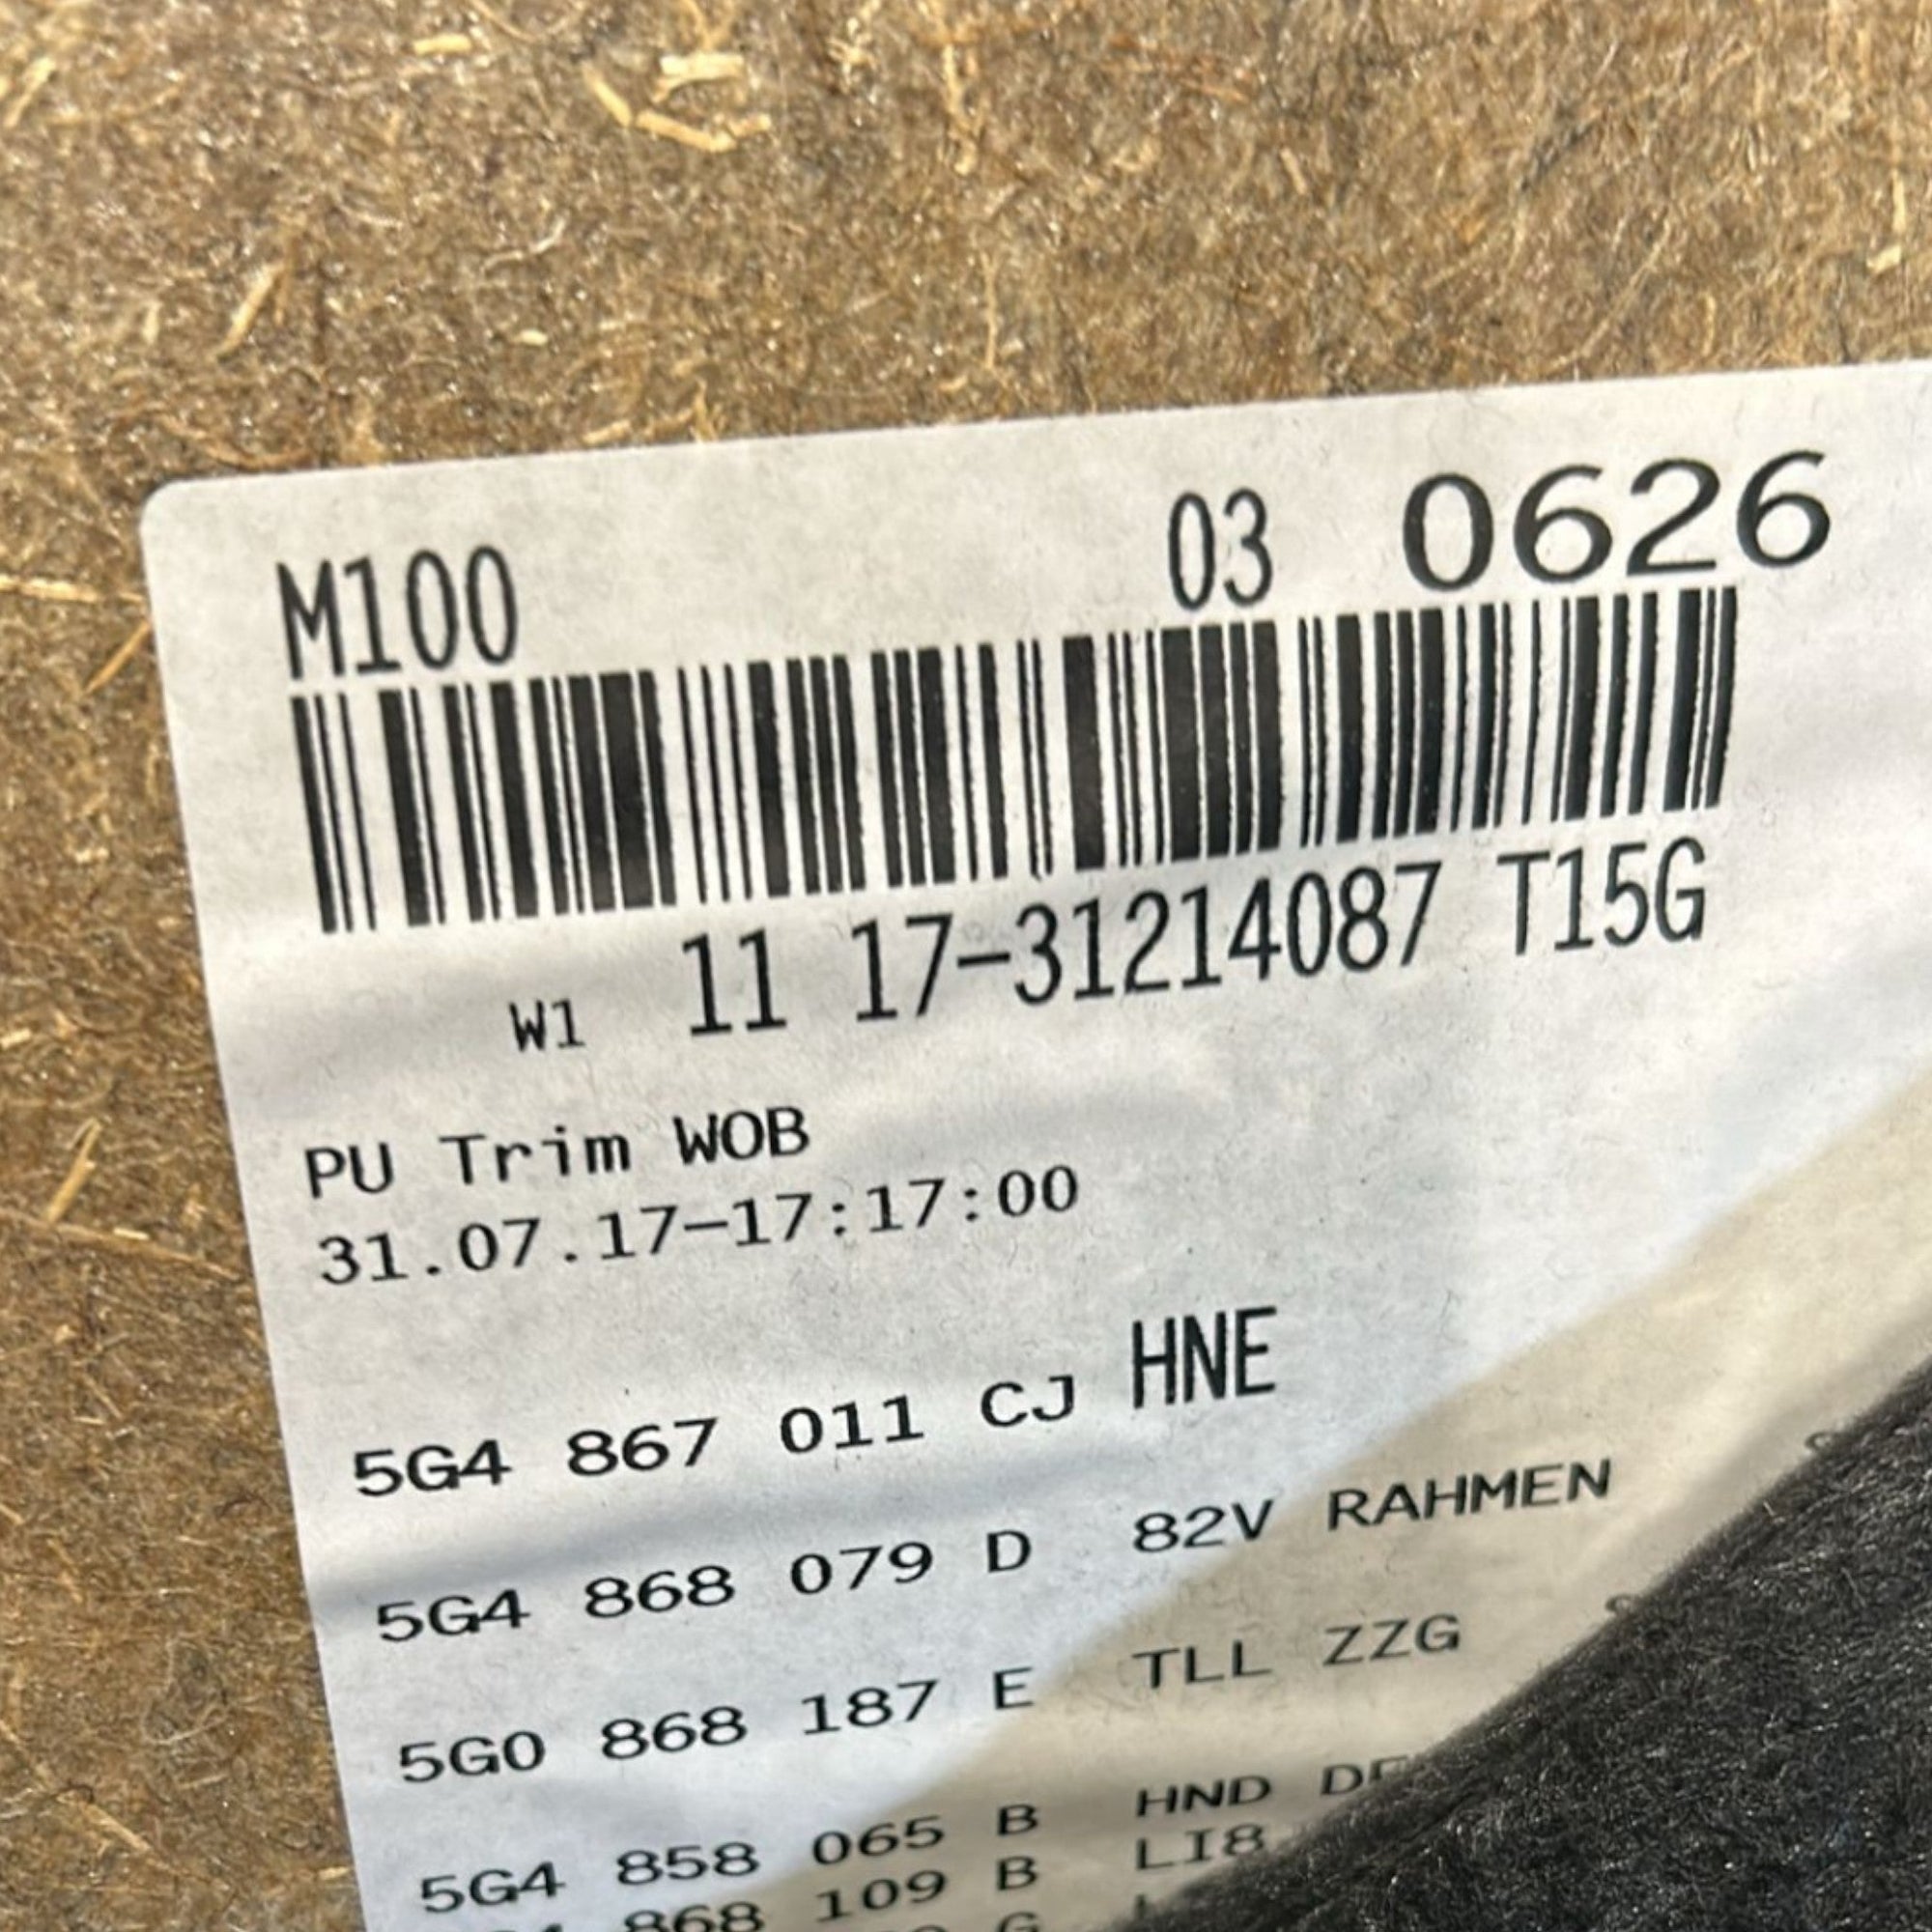 M100 03 0626
W1 11 17-31214087 T15G
PU Trim WOB
31.07.17-17:17:00
5G4 867 011 CJ HNE
5G4 868 079 D 82V RAHMEN
5G0 868 187 E TLL ZZG
5G4 858 065 B HND
868 109 B LI8